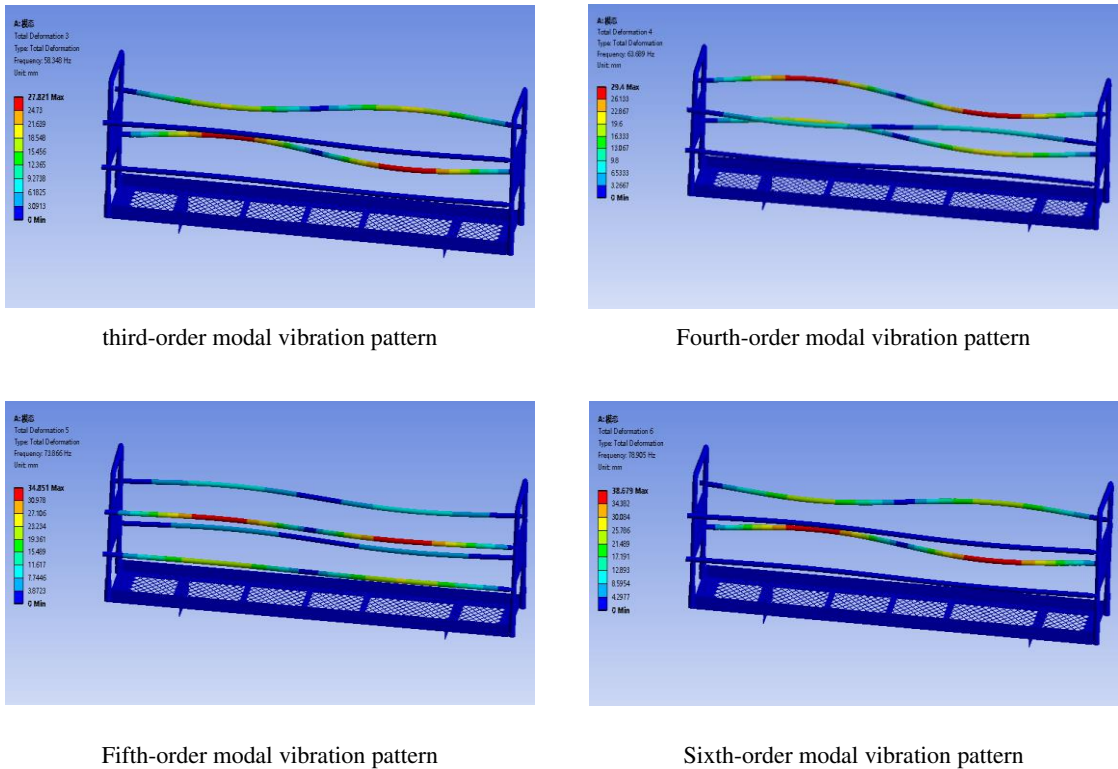 A: 模态
Total Deformation 3
Type: Total Deformation
Frequency: 58.348 Hz
Unit: mm
27.821 Max
24.73
21.639
18.548
15.456
12.365
9.2738
6.1825
3.0913
0 Min
third-order modal vibration pattern
A: 模态
Total Deformation 4
Type: Total Deformation
Frequency: 63.689 Hz
Unit: mm
29.4 Max
26.133
22.867
19.6
16.333
13.067
9.8
6.5333
3.2667
0 Min
Fourth-order modal vibration pattern
A: 模态
Total Deformation 5
Type: Total Deformation
Frequency: 73.866 Hz
Unit: mm
34.851 Max
30.978
27.106
23.234
19.361
15.489
11.617
7.7446
3.8723
0 Min
Fifth-order modal vibration pattern
A: 模态
Total Deformation 6
Type: Total Deformation
Frequency: 78.905 Hz
Unit: mm
38.679 Max
34.382
30.084
25.786
21.489
17.191
12.893
8.5954
4.2977
0 Min
Sixth-order modal vibration pattern